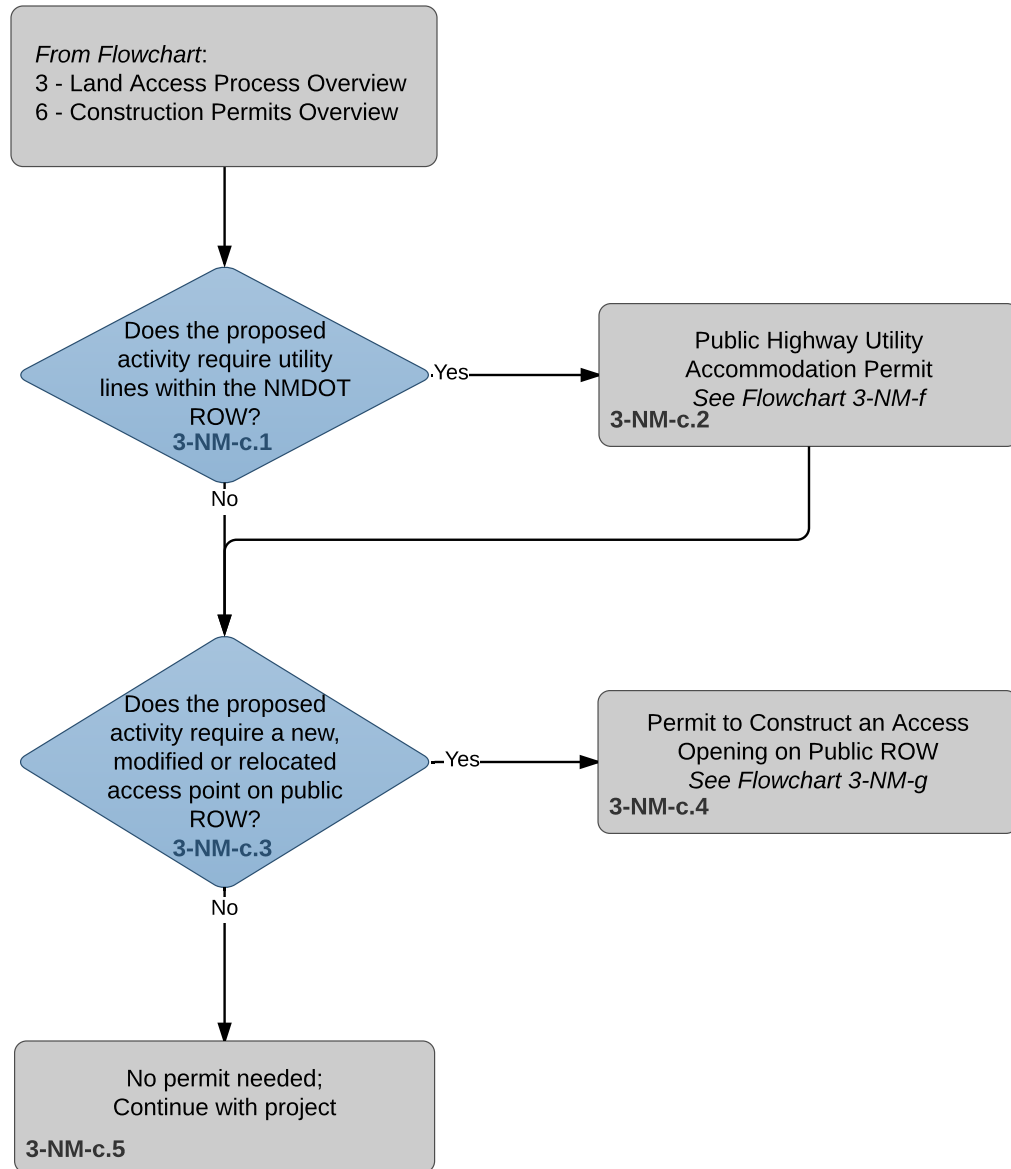 From Flowchart:
3 - Land Access Process Overview
6 - Construction Permits Overview
Does the proposed
activity require utility
lines within the NMDOT
ROW?
3-NM-c.1
Yes
Public Highway Utility
Accommodation Permit
See Flowchart 3-NM-f
3-NM-c.2
No
Does the proposed
activity require a new,
modified or relocated
access point on public
ROW?
3-NM-c.3
Yes
Permit to Construct an Access
Opening on Public ROW
See Flowchart 3-NM-g
3-NM-c.4
No
No permit needed;
Continue with project
3-NM-c.5